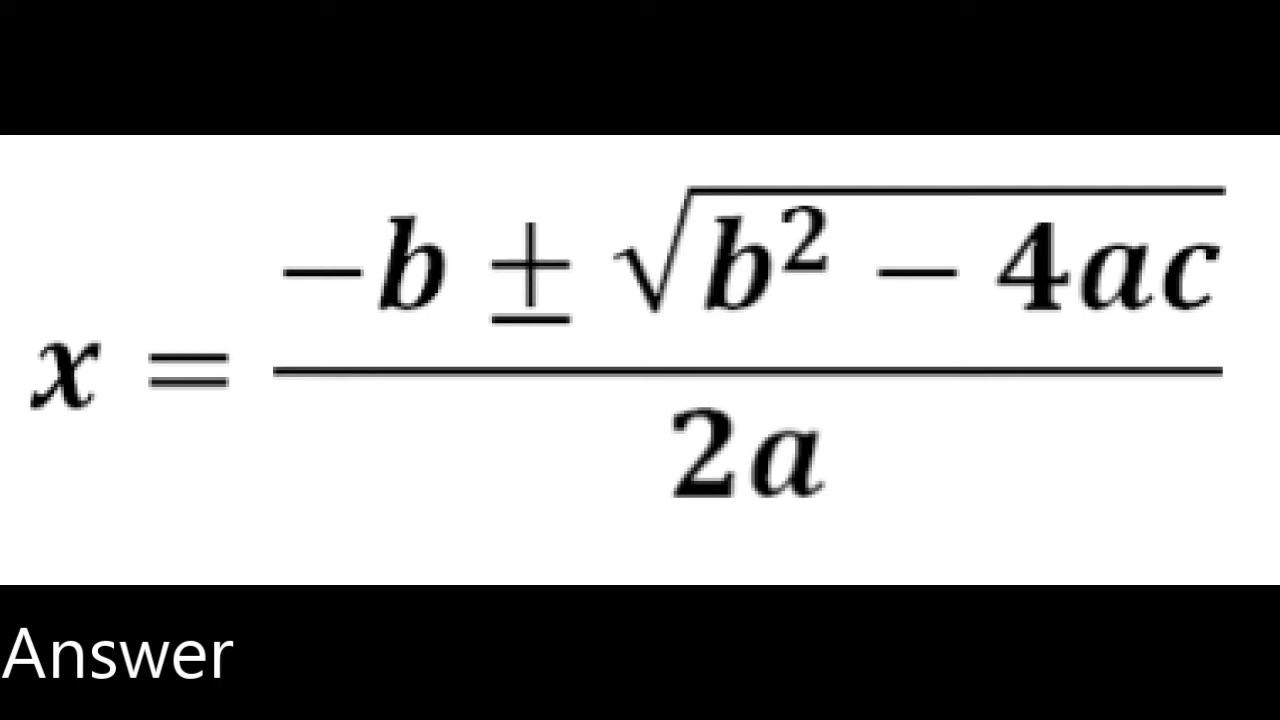 x = (−b ± √(b² − 4ac)) / 2a
Answer